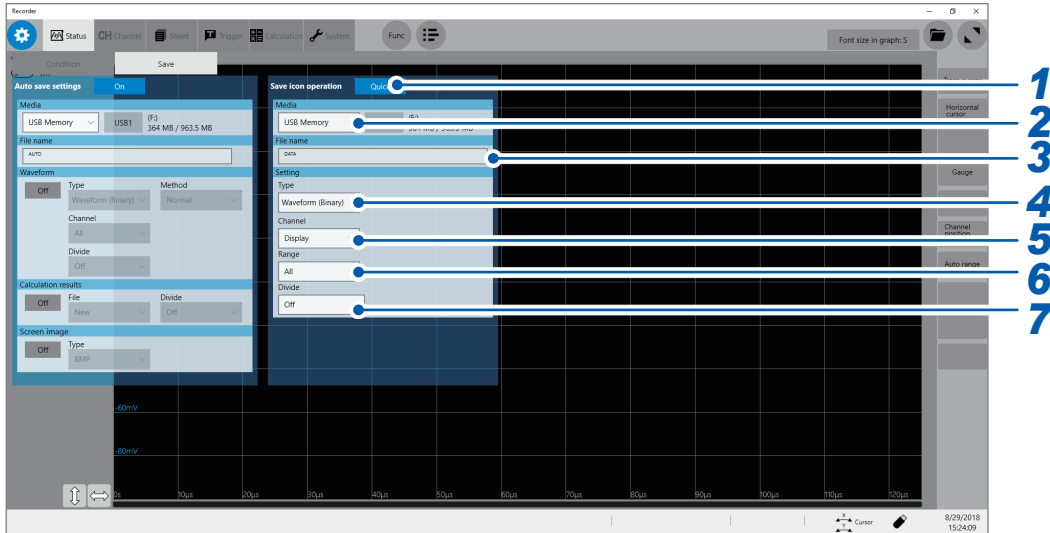 Recorder
Status CH Channel Sheet Trigger Calculation System Func Font size in graph: S
Condition Save
Auto save settings On
Media
USB Memory USB1 (F:)
364 MB / 963.5 MB
File name
AUTO
Waveform
Off Type Method
Waveform (Binary) Normal
Channel
All
Divide
Off
Calculation results
Off File Divide
New Off
Screen image
Off Type
BMP
Save icon operation
Media
USB Memory
File name
DATA
Setting
Type
Waveform (Binary)
Channel
Display
Range
All
Divide
Off
1
2
3
4
5
6
7
Horizontal
cursor
Gauge
Channel
position
Auto range
-60mV
-80mV
0s 10µs 20µs 30µs 40µs 50µs 60µs 70µs 80µs 90µs 100µs 110µs 120µs
X
Y
Cursor
8/29/2018
15:24:09